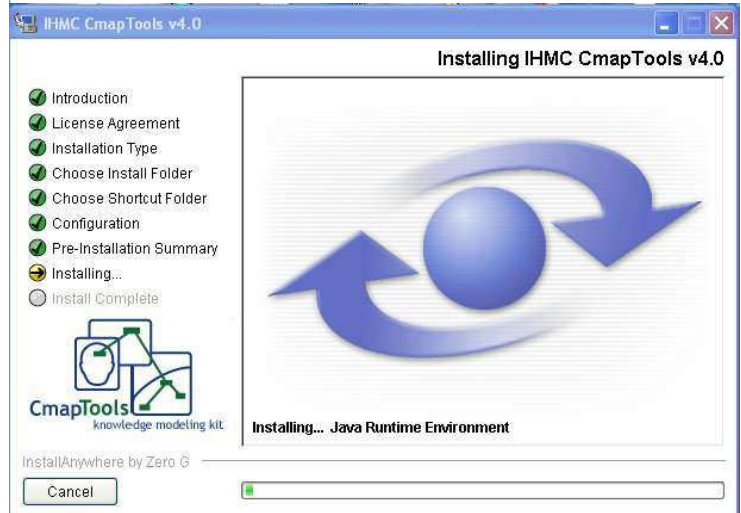 IHMC CmapTools v4.0
Installing IHMC CmapTools v4.0
Introduction
License Agreement
Installation Type
Choose Install Folder
Choose Shortcut Folder
Configuration
Pre-Installation Summary
Installing...
Install Complete
CmapTools
knowledge modeling kit
Installing... Java Runtime Environment
InstallAnywhere by Zero G
Cancel